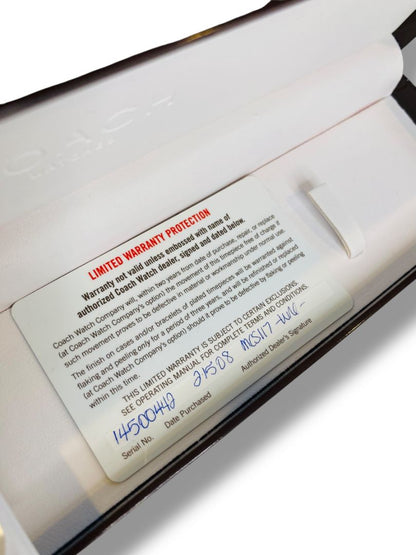 COACH
LIMITED WARRANTY PROTECTION
Warranty not valid unless embossed with name of
authorized Coach Watch dealer, signed and dated below.
Coach Watch Company will, within two years from date of purchase, repair, or replace
(at Coach Watch Company's option) the movement of this timepiece free of charge if
such movement proves to be defective in material or workmanship under normal use.
The finish on cases and/or bracelets of plated timepieces will be warranted against
flaking and peeling only for a period of three years, and will be refinished or replaced
(at Coach Watch Company's option) should a prove to be defective by flaking or peeling
within this time.
THIS LIMITED WARRANTY IS SUBJECT TO CERTAIN EXCLUSIONS.
SEE OPERATING MANUAL FOR COMPLETE TERMS AND CONDITIONS.
14500442 21508
Serial No. Date Purchased Authorized Dealer's Signature